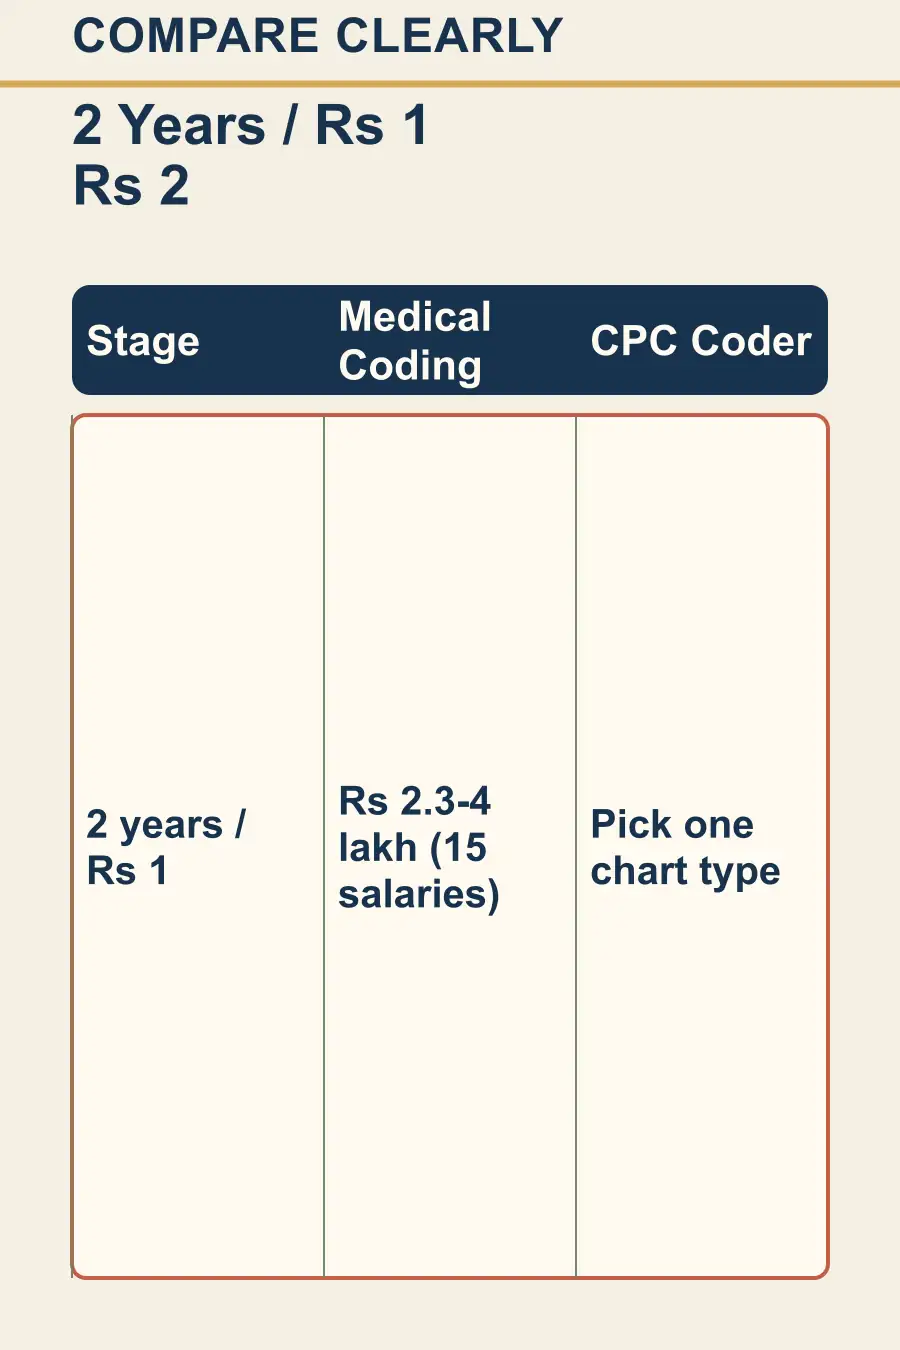 COMPARE CLEARLY
2 Years / Rs 1
Rs 2
Stage
Medical
Coding
CPC Coder
2 years /
Rs 1
Rs 2.3-4
lakh (15
salaries)
Pick one
chart type